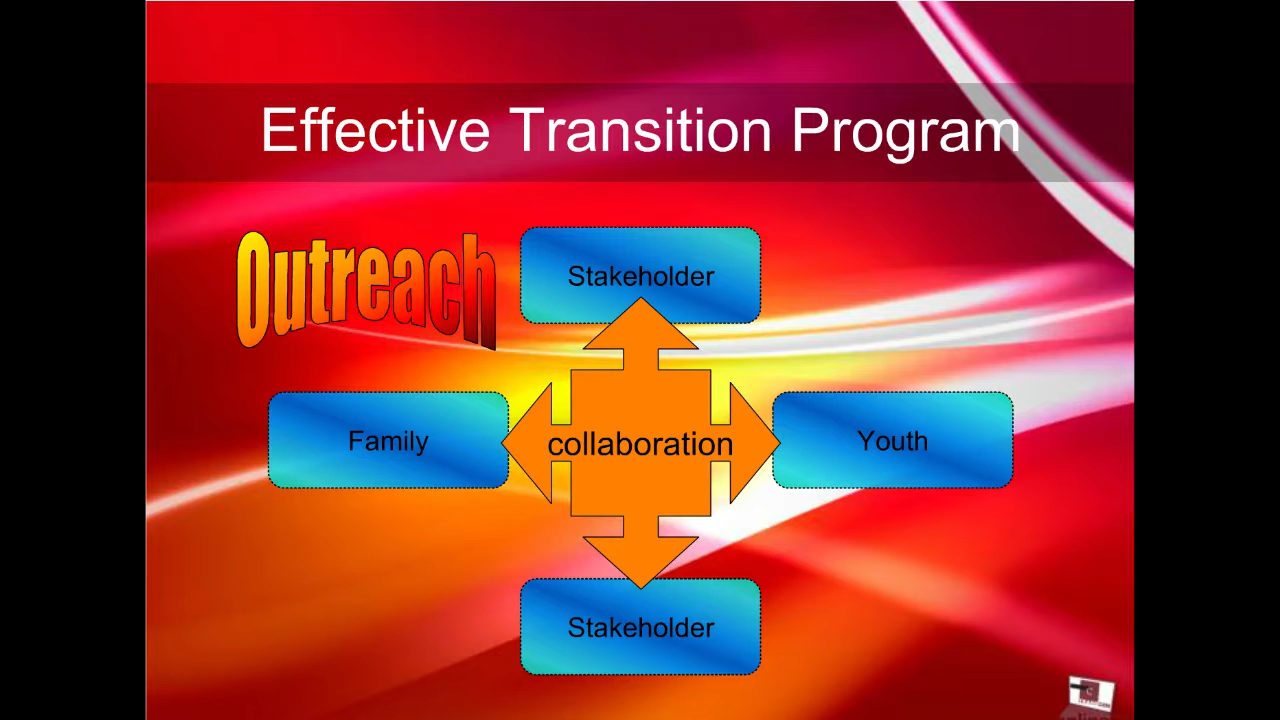 Effective Transition Program
Outreach
Stakeholder
Family
collaboration
Youth
Stakeholder